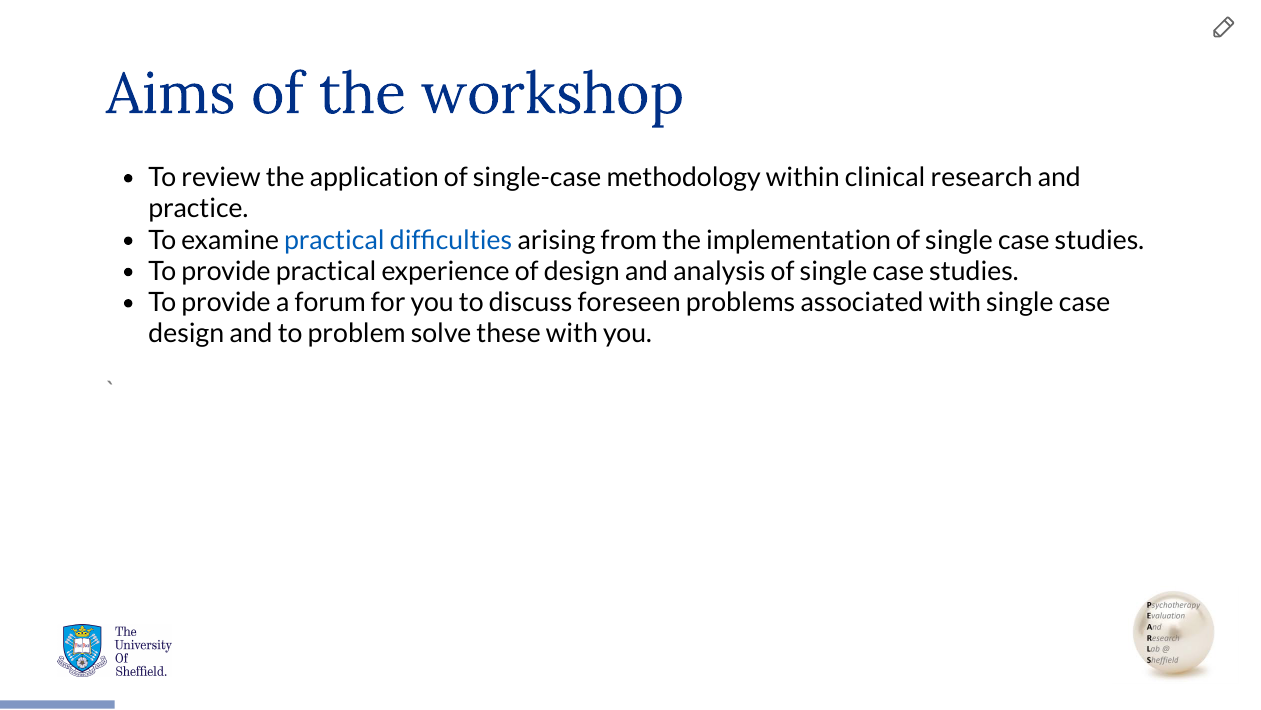 Aims of the workshop
• To review the application of single-case methodology within clinical research and
practice.
• To examine practical difficulties arising from the implementation of single case studies.
• To provide practical experience of design and analysis of single case studies.
• To provide a forum for you to discuss foreseen problems associated with single case
design and to problem solve these with you.
`
The
University
Of
Sheffield.
Psychotherapy
Evaluation
And
Research
Lab @
Sheffield